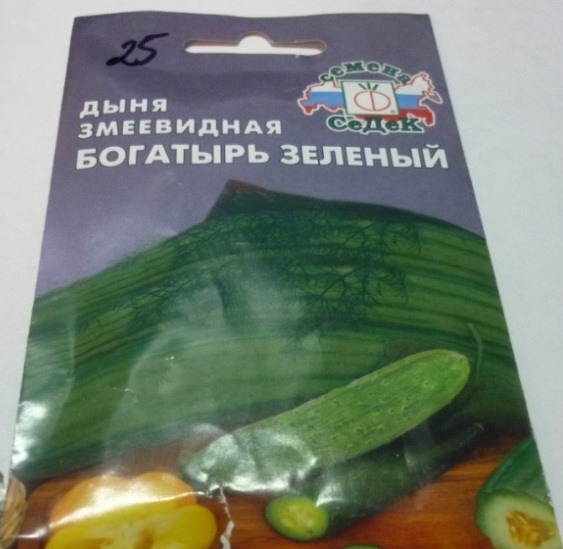 25
ДЫНЯ
ЗМЕЕВИДНАЯ
БОГАТЫРЬ ЗЕЛЕНЫЙ
СЕМЕНА
СеДеК